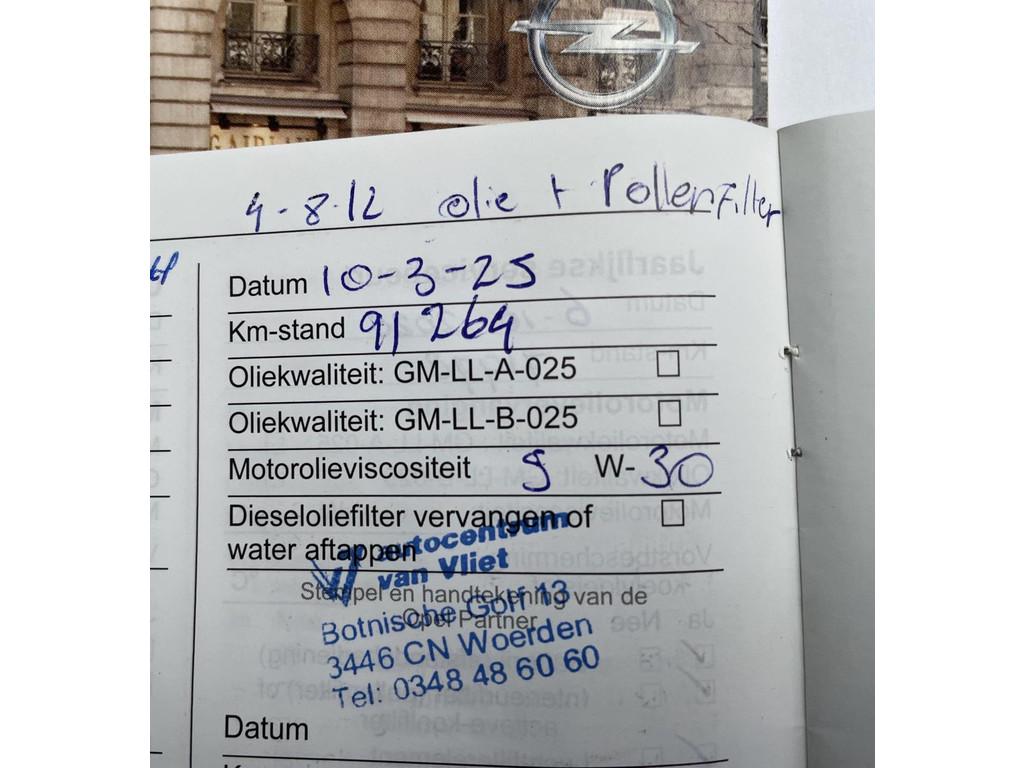 4-8-12 olie + Pollenfilter
Datum 10-3-25
Km-stand 91264
Oliekwaliteit: GM-LL-A-025
Oliekwaliteit: GM-LL-B-025
Motorolieviscositeit 5 W-30
Dieseloliefilter vervangen of
water aftappen
autocentrum
van Vliet
Stempel en handtekening van de
Opel Partner
Botnische Golf 13
3446 CN Woerden
Tel: 0348 48 60 60
Datum